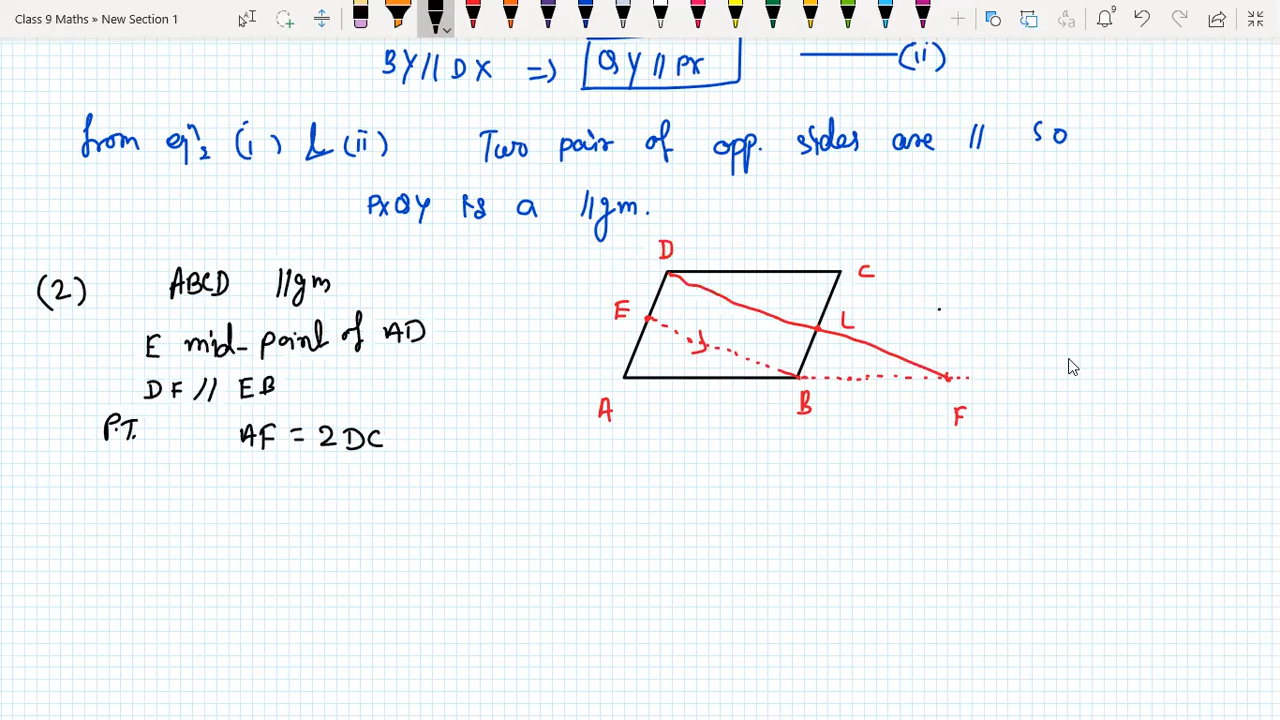 Class 9 Maths » New Section 1
BY // DX => QY // PX (ii)
from eqn s (i) & (ii) Two pair of opp. sides are // so
PXQY is a //gm.
(2) ABCD //gm
E mid-point of AD
DF // EB
P.T. AF = 2DC
D
C
E
L
A
B
F